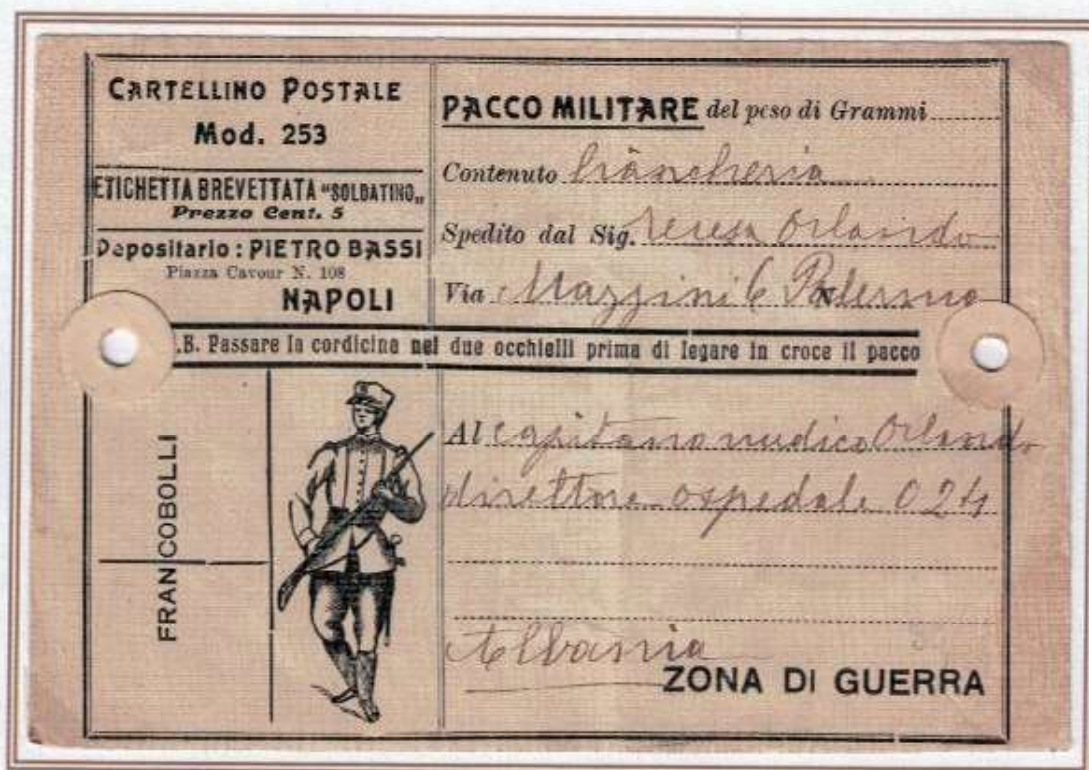 CARTELLINO POSTALE
Mod. 253
ETICHETTA BREVETTATA "SOLDATINO„
Prezzo Cent. 5
Depositario : PIETRO BASSI
Piazza Cavour N. 108
NAPOLI
PACCO MILITARE del peso di Grammi
Contenuto biancheria
Spedito dal Sig. Teresa Orlando
Via Mazzini 6 Palermo
.B. Passare la cordicina nei due occhielli prima di legare in croce il pacco
FRANCOBOLLI
Al capitano medico Orlando
direttore ospedale 024
Albania
ZONA DI GUERRA